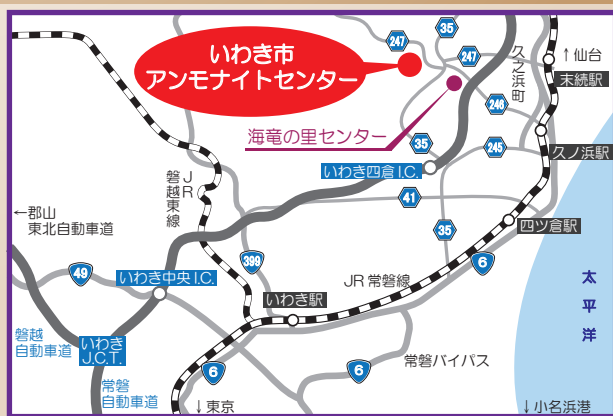 247
35
いわき市
アンモナイトセンター
247
久之浜町
↑仙台
末続駅
246
海竜の里センター
35
245
久ノ浜駅
いわき四倉I.C.
磐越東線
JR
41
←郡山
東北自動車道
35
四ツ倉駅
399
6
49
いわき中央I.C.
JR常磐線
太平洋
いわき駅
磐越
自動車道
いわき
J.C.T.
常磐バイパス
6
6
常磐
自動車道
↓東京
↓小名浜港